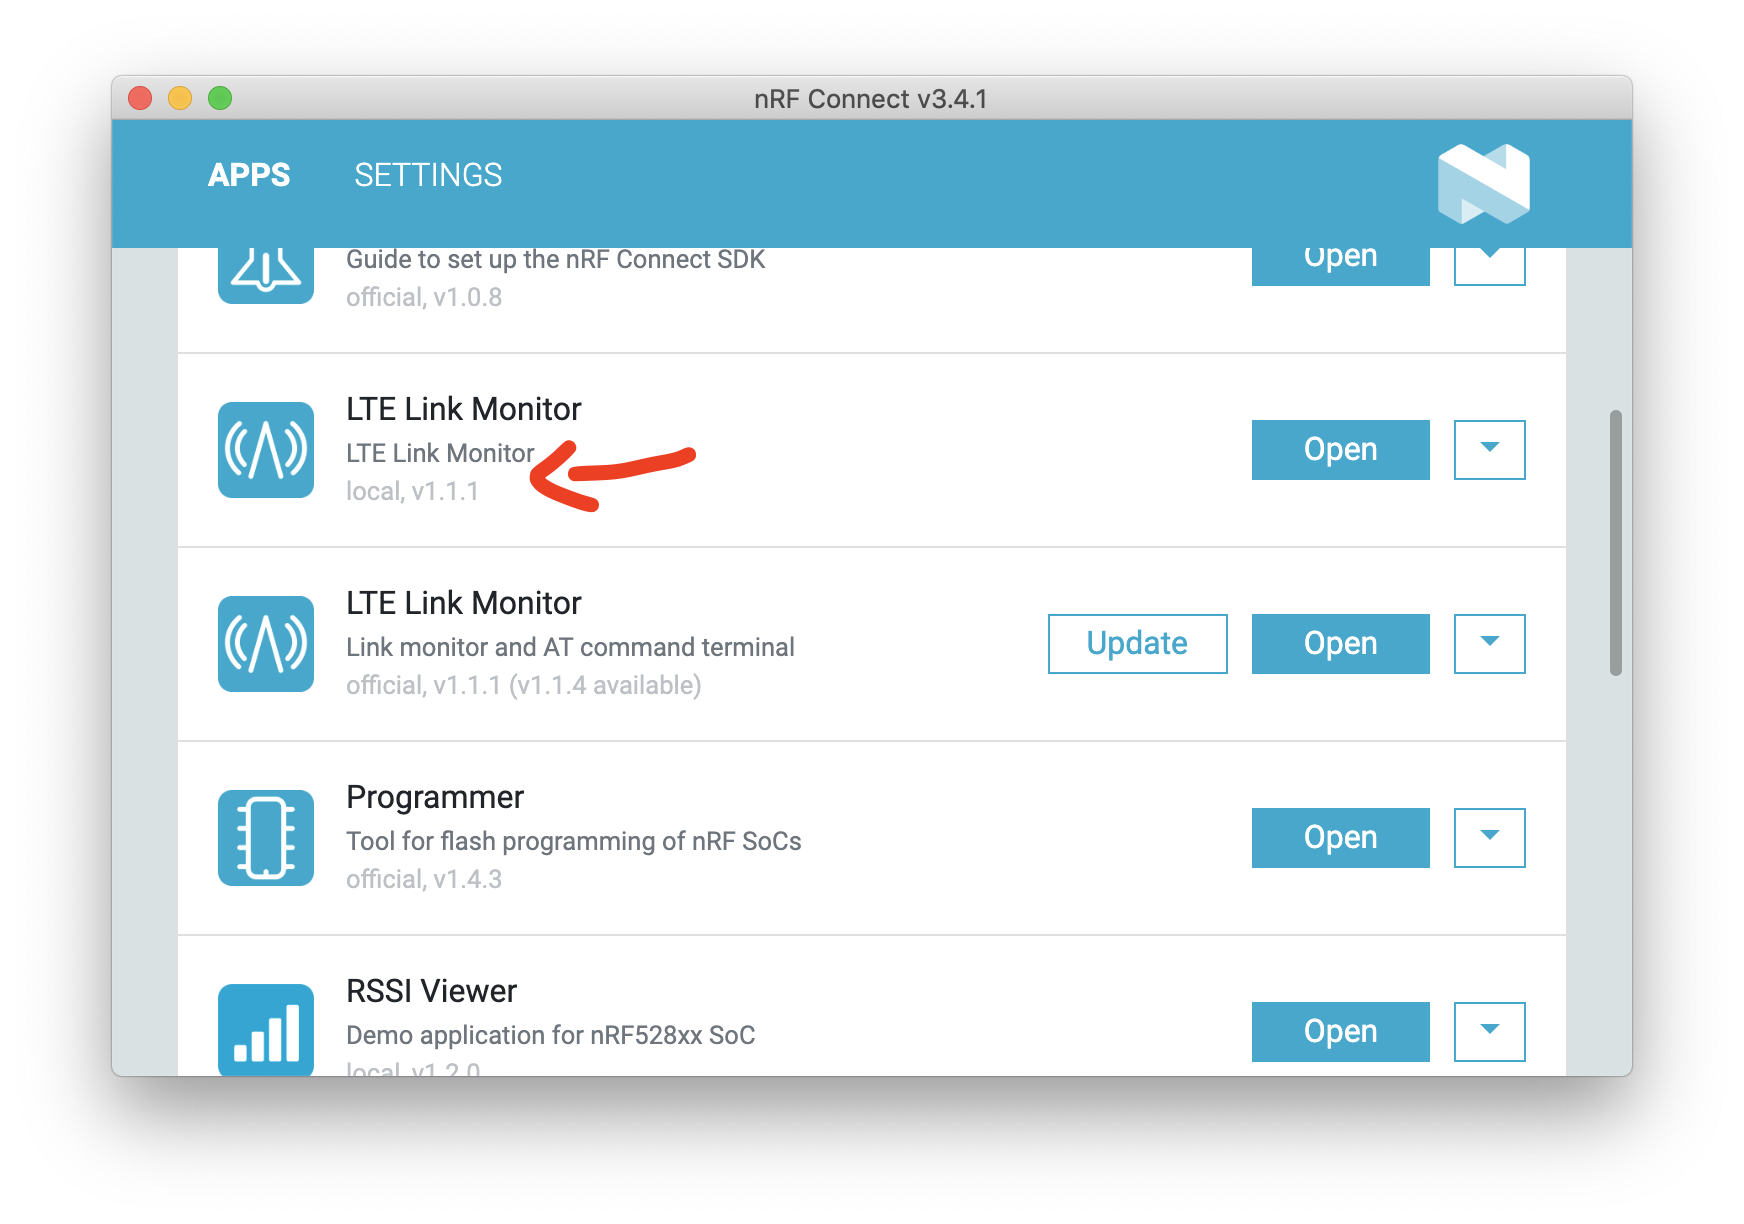 nRF Connect v3.4.1
APPS SETTINGS
Guide to set up the nRF Connect SDK
official, v1.0.8
Open
LTE Link Monitor
LTE Link Monitor
local, v1.1.1
Open
LTE Link Monitor
Link monitor and AT command terminal
official, v1.1.1 (v1.1.4 available)
Update Open
Programmer
Tool for flash programming of nRF SoCs
official, v1.4.3
Open
RSSI Viewer
Demo application for nRF528xx SoC
local, v1.2.0
Open